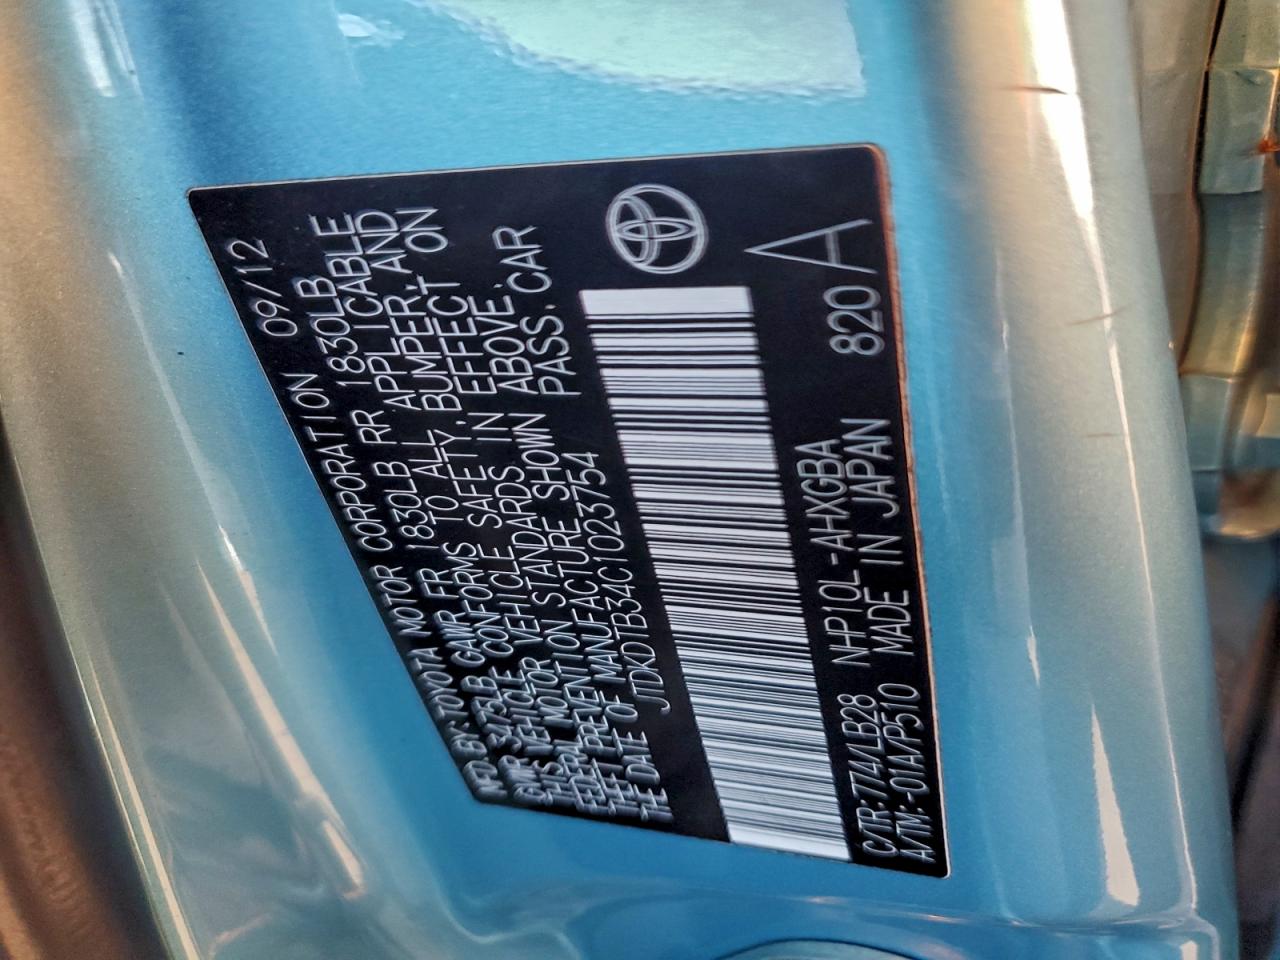 MFD BY: TOYOTA MOTOR CORPORATION 09/12
GVWR 3275LB GAWR FR 1830LB RR 1830LB
THIS VEHICLE CONFORMS TO ALL APPLICABLE
FEDERAL MOTOR VEHICLE SAFETY, BUMPER, AND
THEFT PREVENTION STANDARDS IN EFFECT ON
THE DATE OF MANUFACTURE SHOWN ABOVE.
JTDKDTB34C1023754 PASS. CAR
C/TR:774/LB28 NHP10L-AHXGBA 820 A
A/TM:-01A/P510 MADE IN JAPAN